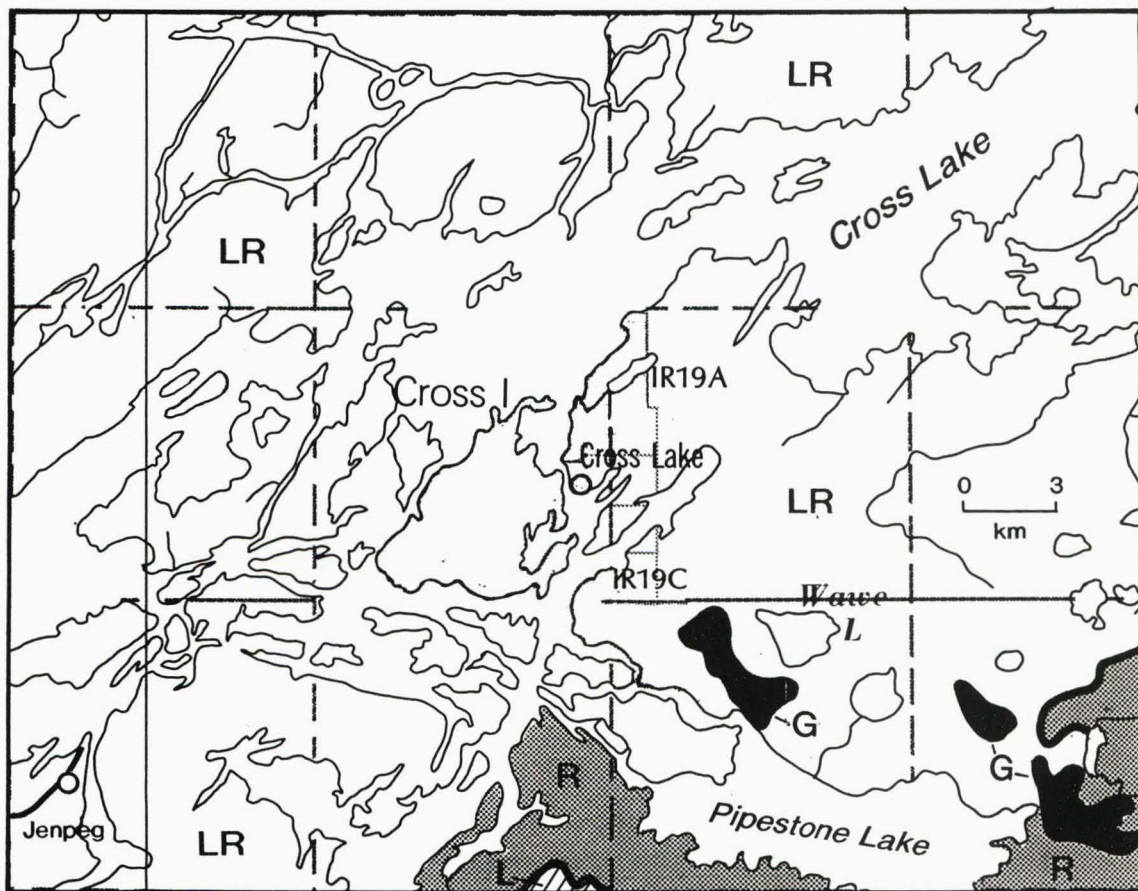 LR
Cross Lake
LR
IR19A
Cross I
Cross Lake
LR
0 3
km
IR19C
Wawe
L
G
G
R
Jenpeg
LR
Pipestone Lake
L
R